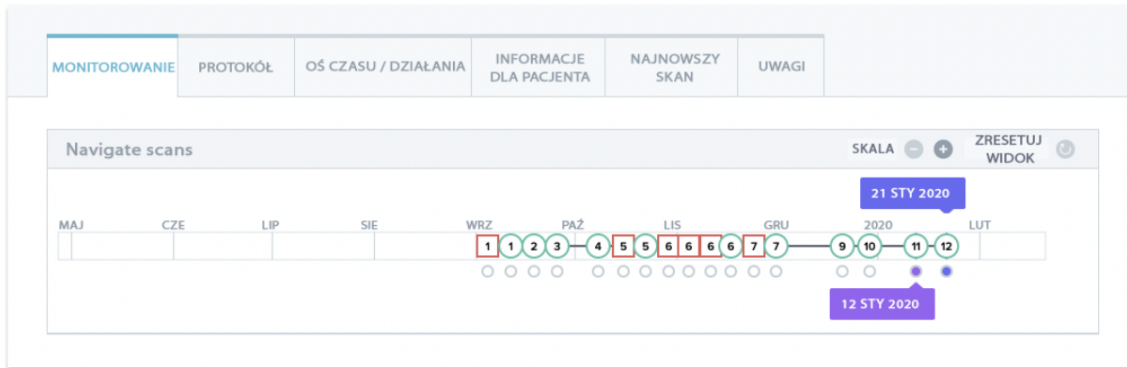 MONITOROWANIE
PROTOKÓŁ
OŚ CZASU / DZIAŁANIA
INFORMACJE
DLA PACJENTA
NAJNOWSZY
SKAN
UWAGI
Navigate scans
SKALA
ZRESETUJ
WIDOK
21 STY 2020
MAJ CZE LIP SIE WRZ PAŹ LIS GRU 2020 LUT
1 1 2 3 4 5 5 6 6 6 6 7 7 9 10 11 12
12 STY 2020